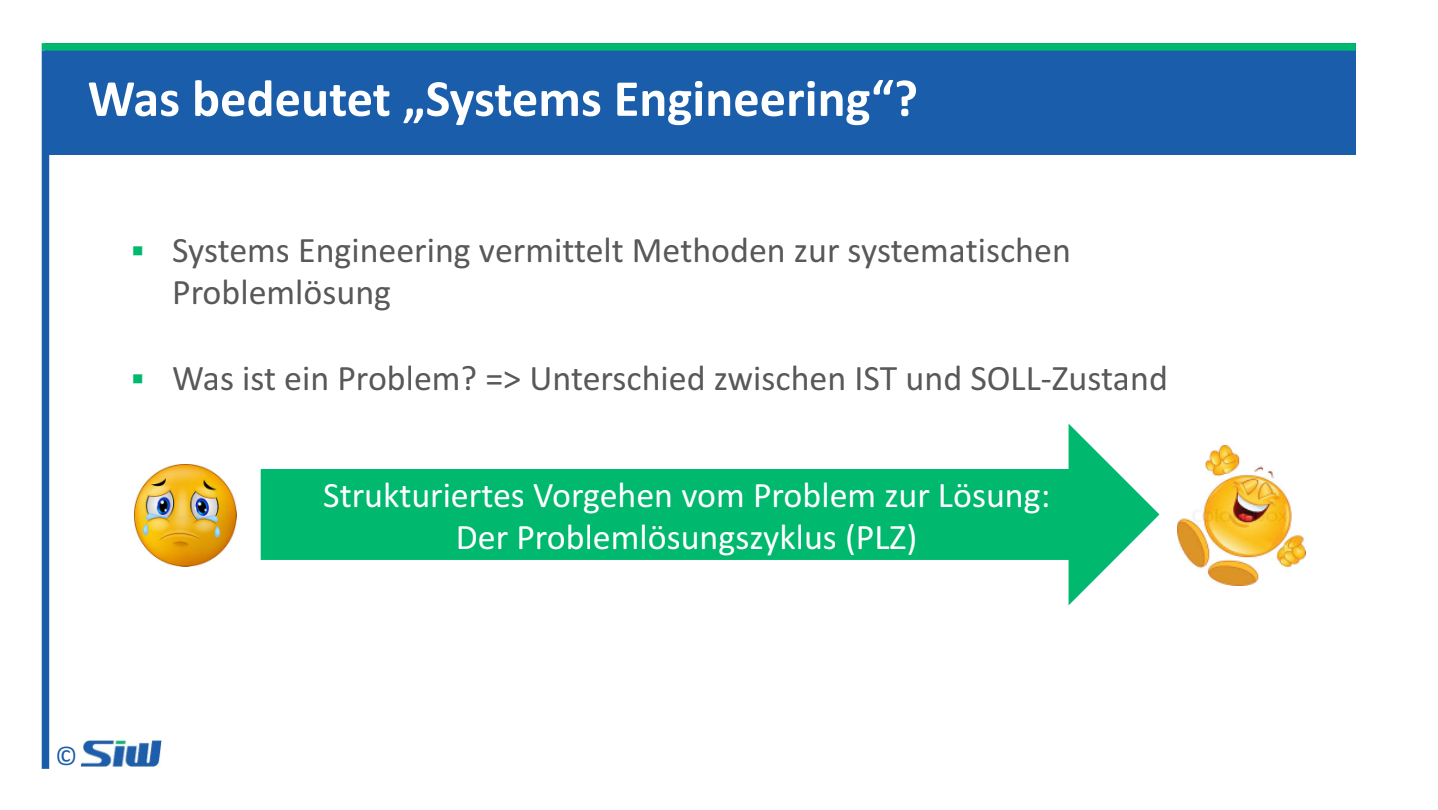 Was bedeutet „Systems Engineering“?
▪ Systems Engineering vermittelt Methoden zur systematischen
Problemlösung
▪ Was ist ein Problem? => Unterschied zwischen IST und SOLL-Zustand
Strukturiertes Vorgehen vom Problem zur Lösung:
Der Problemlösungszyklus (PLZ)
© SIW